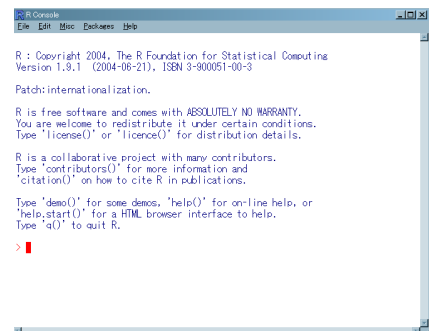 R Console
File Edit Misc Packages Help
R : Copyright 2004, The R Foundation for Statistical Computing
Version 1.9.1 (2004-06-21), ISBN 3-900051-00-3
Patch:internationalization.
R is free software and comes with ABSOLUTELY NO WARRANTY.
You are welcome to redistribute it under certain conditions.
Type 'license()' or 'licence()' for distribution details.
R is a collaborative project with many contributors.
Type 'contributors()' for more information and
'citation()' on how to cite R in publications.
Type 'demo()' for some demos, 'help()' for on-line help, or
'help.start()' for a HTML browser interface to help.
Type 'q()' to quit R.
>